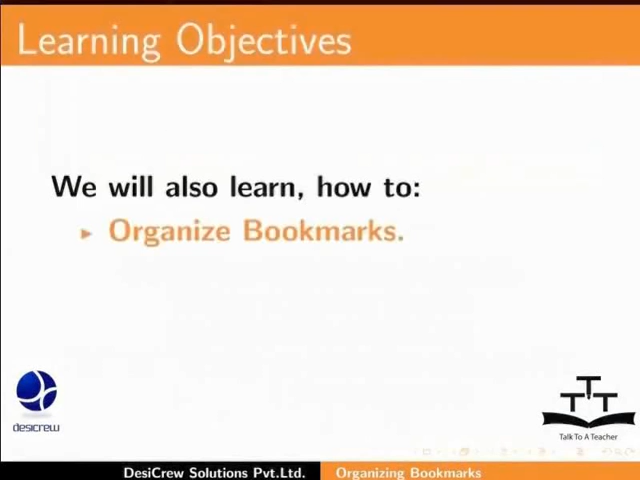 Learning Objectives
We will also learn, how to:
Organize Bookmarks.
desicrew
TTT
Talk To A Teacher
DesiCrew Solutions Pvt.Ltd.
Organizing Bookmarks